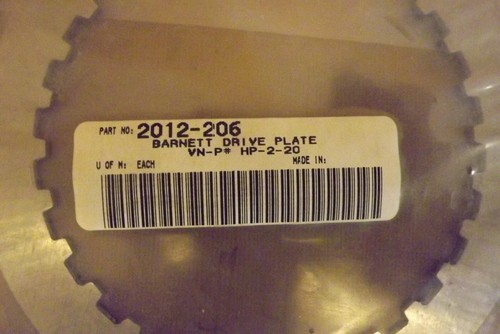 PART NO: 2012-206
BARNETT DRIVE PLATE
VN-P# HP-2-20
U OF M: EACH MADE IN: